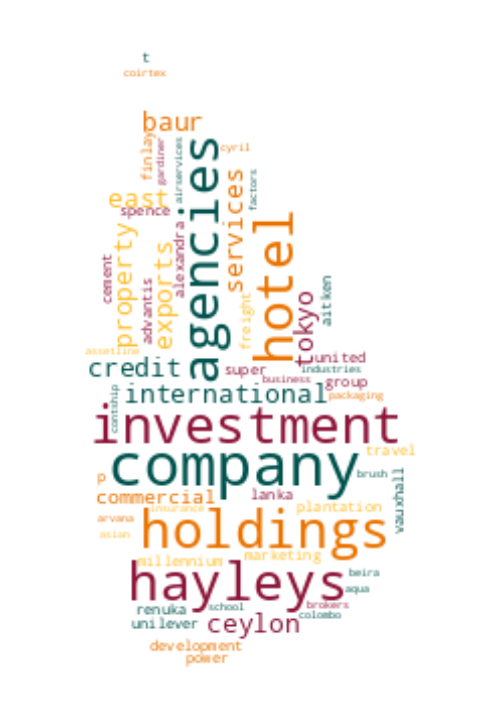 t
coirtex
baur
finlay
gardiner
airservices
cyril
agencies
services
factors
east
spence
hotel
property
exports
alexandra
cement
advantis
freight
tokyo
aitken
assetline
credit
super
united
industries
business
group
international
packaging
contship
investment
company
travel
brush
vauxhall
p
commercial
lanka
insurance
plantation
arvana
asian
holdings
marketing
millennium
hayleys
beira
aqua
renuka
school
brokers
colombo
unilever
ceylon
development
power